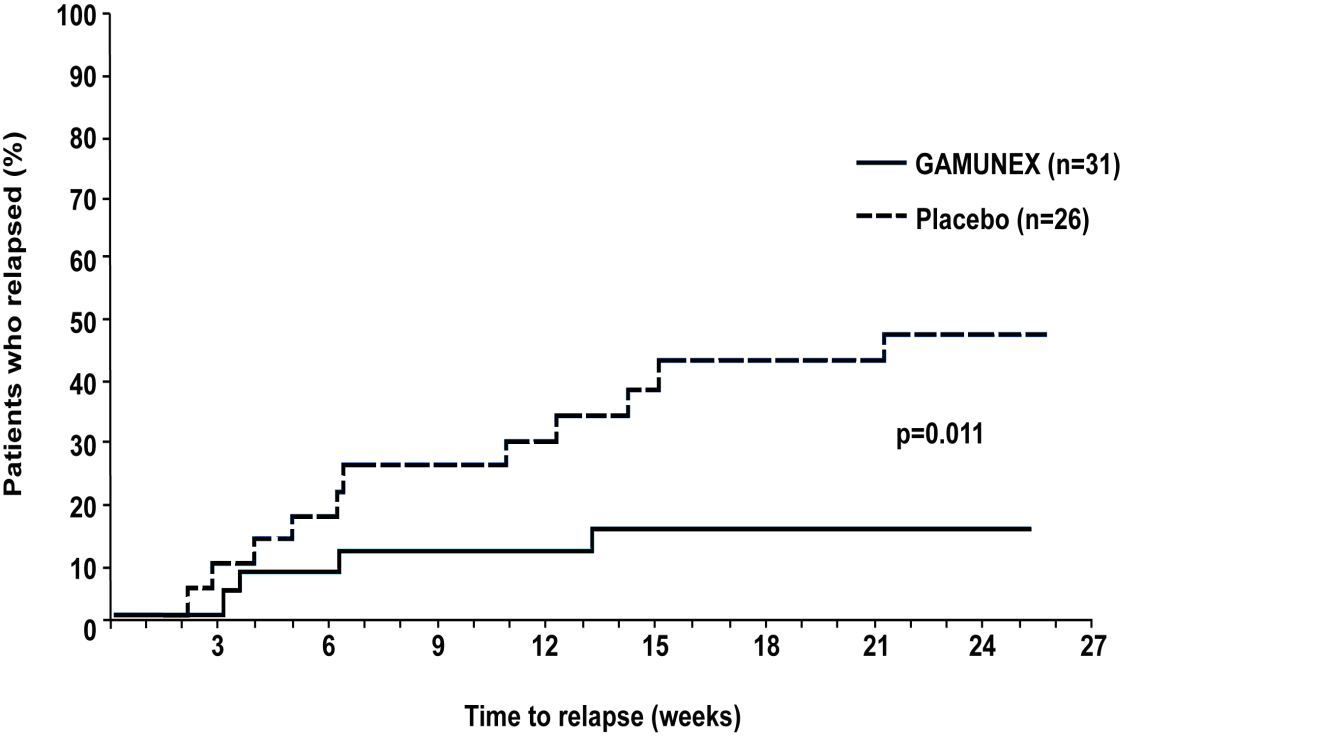 Patients who relapsed (%)
100
90
80
70
60
50
40
30
20
10
0
GAMUNEX (n=31)
Placebo (n=26)
p=0.011
3 6 9 12 15 18 21 24 27
Time to relapse (weeks)